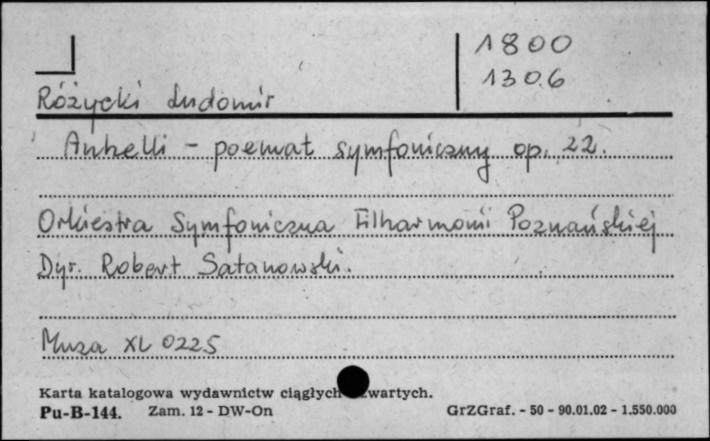 1800
1306
Różycki Ludomir
Anhelli - poemat symfoniczny op. 22.
Orkiestra Symfoniczna Filharmonii Poznańskiej
Dyr. Robert Satanowski.
Muza XL 0225
Karta katalogowa wydawnictw ciągłych wartych.
Pu-B-144. Zam. 12 - DW-On GrZGraf. - 50 - 90.01.02 - 1.550.000